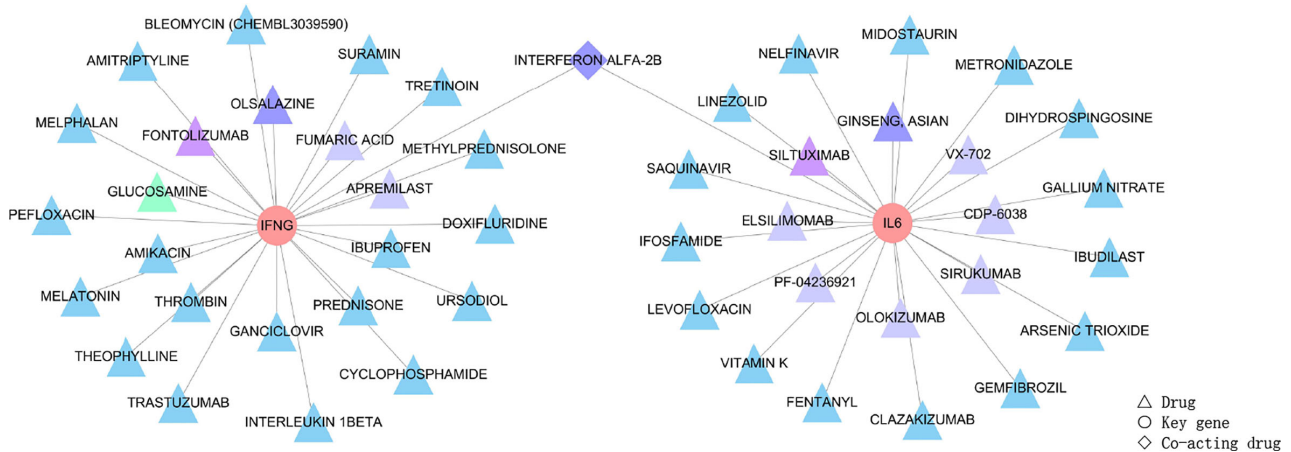 BLEOMYCIN (CHEMBL3039590)
AMITRIPTYLINE
SURAMIN
TRETINOIN
OLSALAZINE
MELPHALAN
FONTOLIZUMAB
FUMARIC ACID
METHYLPREDNISOLONE
GLUCOSAMINE
APREMILAST
PEFLOXACIN
IFNG
DOXIFLURIDINE
AMIKACIN
IBUPROFEN
MELATONIN
THROMBIN
PREDNISONE
URSODIOL
GANCICLOVIR
THEOPHYLLINE
CYCLOPHOSPHAMIDE
TRASTUZUMAB
INTERLEUKIN 1BETA
INTERFERON ALFA-2B
MIDOSTAURIN
NELFINAVIR
METRONIDAZOLE
LINEZOLID
GINSENG, ASIAN
DIHYDROSPINGOSINE
SILTUXIMAB
VX-702
SAQUINAVIR
GALLIUM NITRATE
ELSILIMOMAB
IL6
CDP-6038
IFOSFAMIDE
IBUDILAST
SIRUKUMAB
PF-04236921
LEVOFLOXACIN
OLOKIZUMAB
ARSENIC TRIOXIDE
VITAMIN K
GEMFIBROZIL
FENTANYL
CLAZAKIZUMAB
Drug
Key gene
Co-acting drug